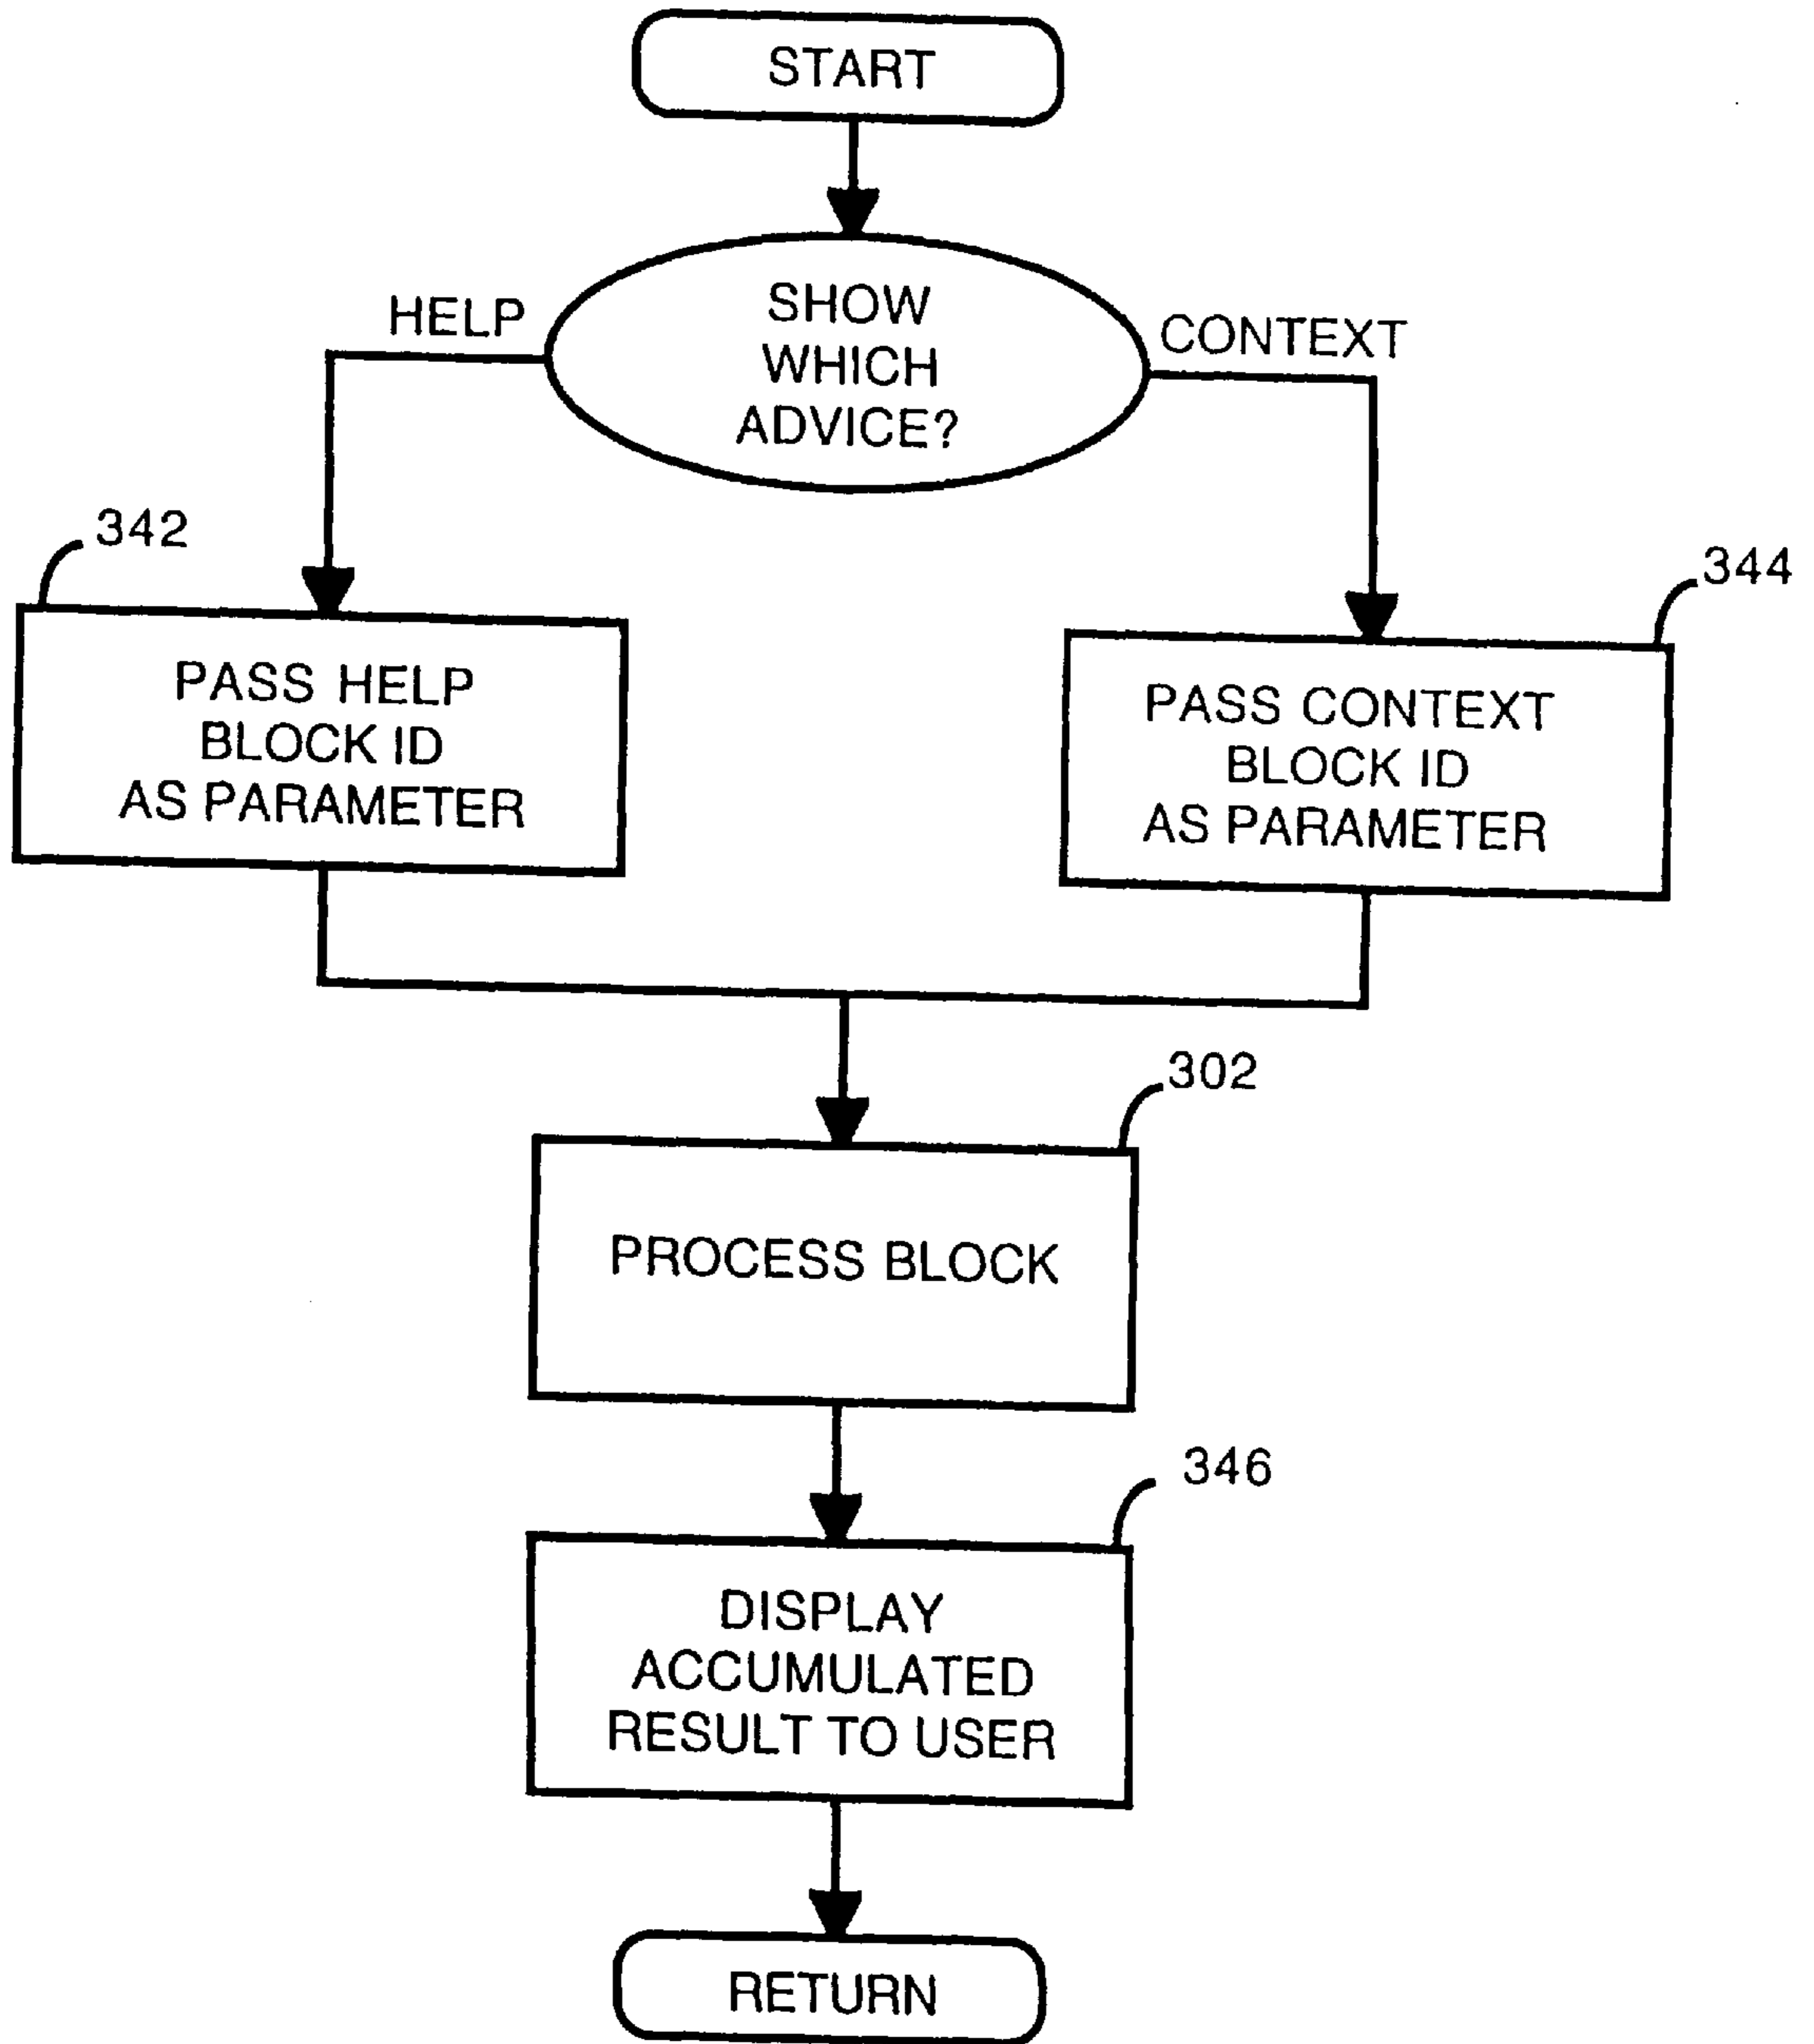 START
SHOW
WHICH
ADVICE?
HELP
CONTEXT
342
PASS HELP
BLOCK ID
AS PARAMETER
344
PASS CONTEXT
BLOCK ID
AS PARAMETER
302
PROCESS BLOCK
346
DISPLAY
ACCUMULATED
RESULT TO USER
RETURN